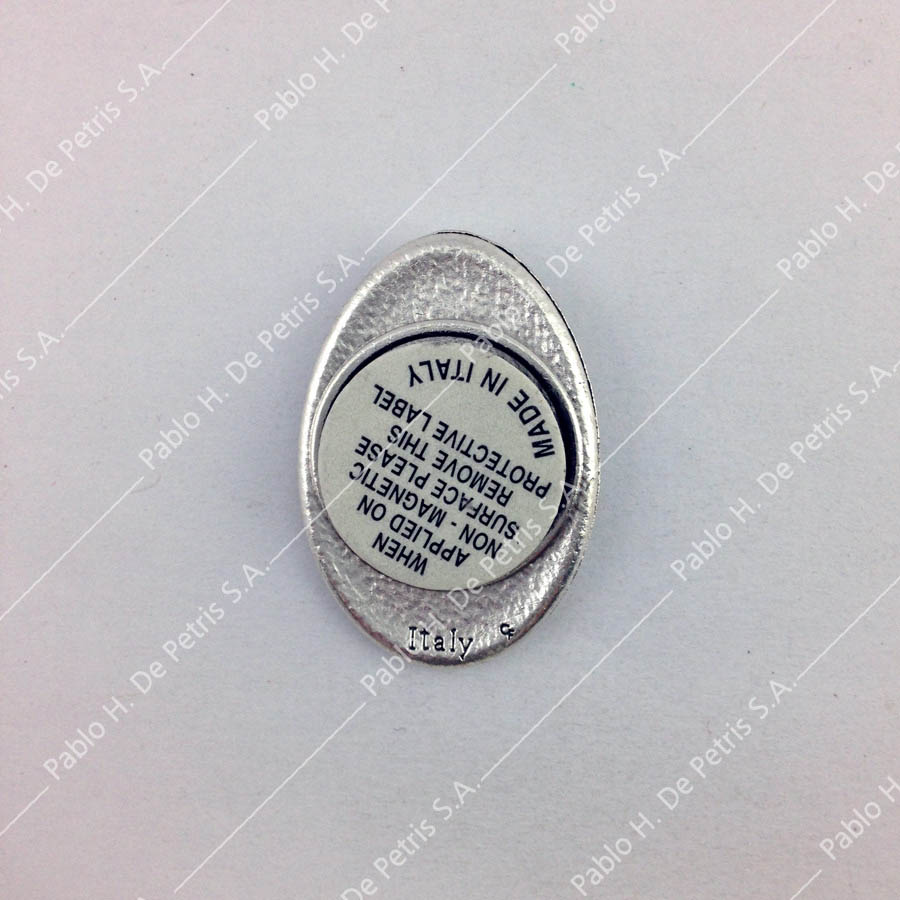 WHEN
APPLIED ON
NON - MAGNETIC
SURFACE PLEASE
REMOVE THIS
PROTECTIVE LABEL
MADE IN ITALY
Italy
Pablo H. De Petris S.A.